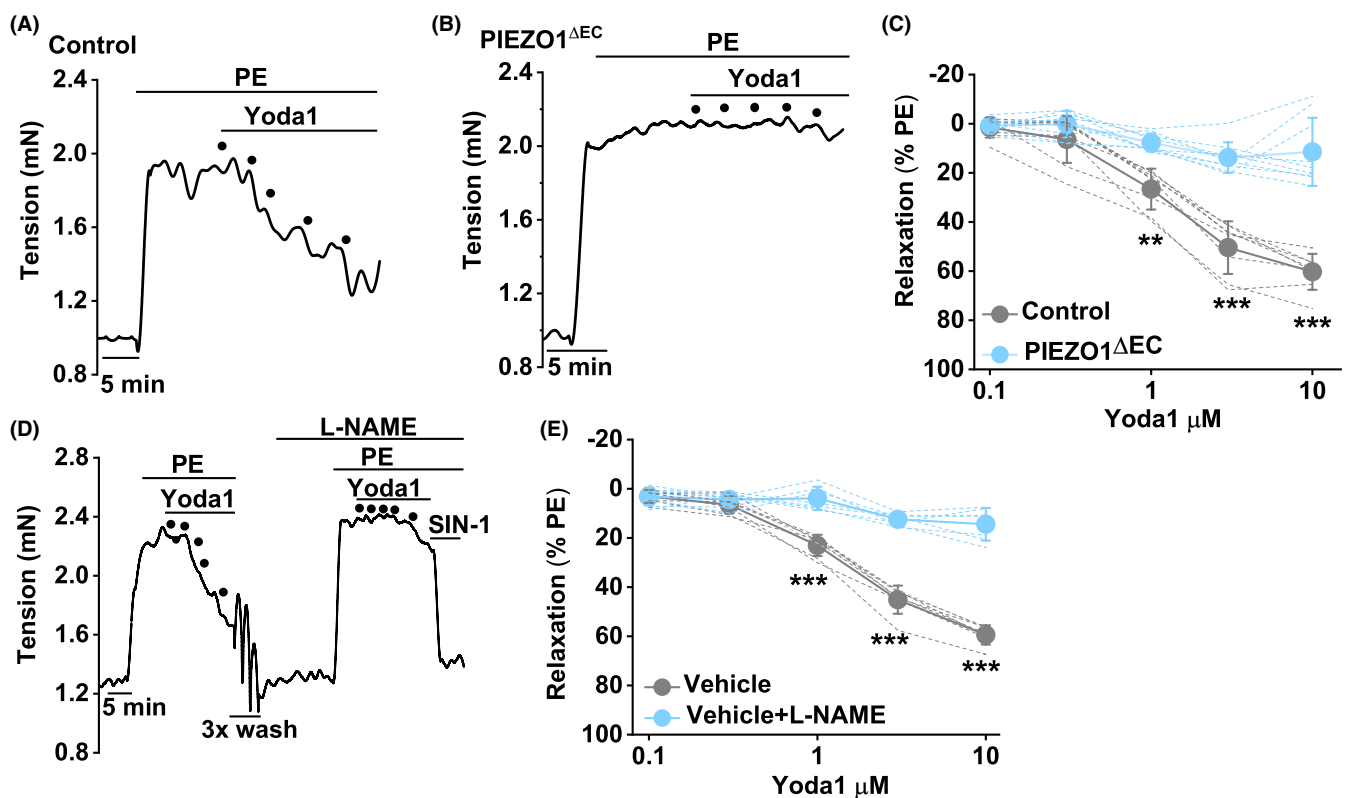 (A)
Control
PE
Yoda1
Tension (mN)
2.4
2.0
1.6
1.2
0.8
5 min
(B)
PIEZO1ΔEC
PE
Yoda1
Tension (mN)
2.4
2.0
1.6
1.2
0.8
5 min
(C)
Relaxation (% PE)
-20
0
20
40
60
80
100
**
***
***
Control
PIEZO1ΔEC
0.1
1
10
Yoda1 μM
(D)
L-NAME
PE
PE
Yoda1
Yoda1
SIN-1
Tension (mN)
2.8
2.4
2.0
1.6
1.2
0.8
5 min
3x wash
(E)
Relaxation (% PE)
-20
0
20
40
60
80
100
***
***
***
Vehicle
Vehicle+L-NAME
0.1
1
10
Yoda1 μM